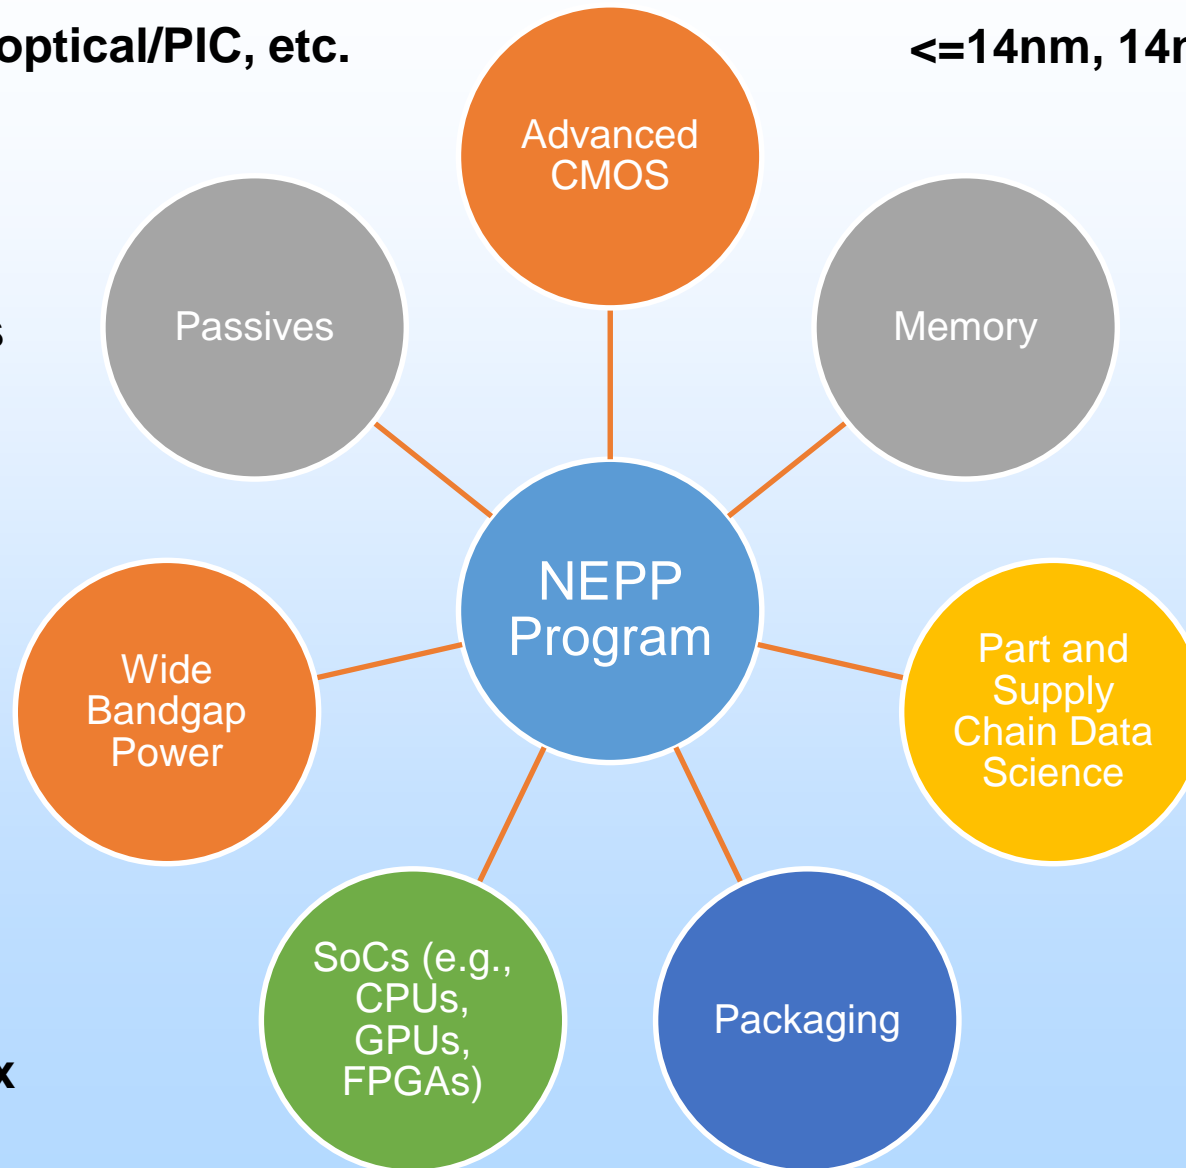 optical/PIC, etc.
<=14nm, 14
Advanced
CMOS
Passives
Memory
NEPP
Program
Wide
Bandgap
Power
Part and
Supply
Chain Data
Science
SoCs (e.g.,
CPUs,
GPUs,
FPGAs)
Packaging
x